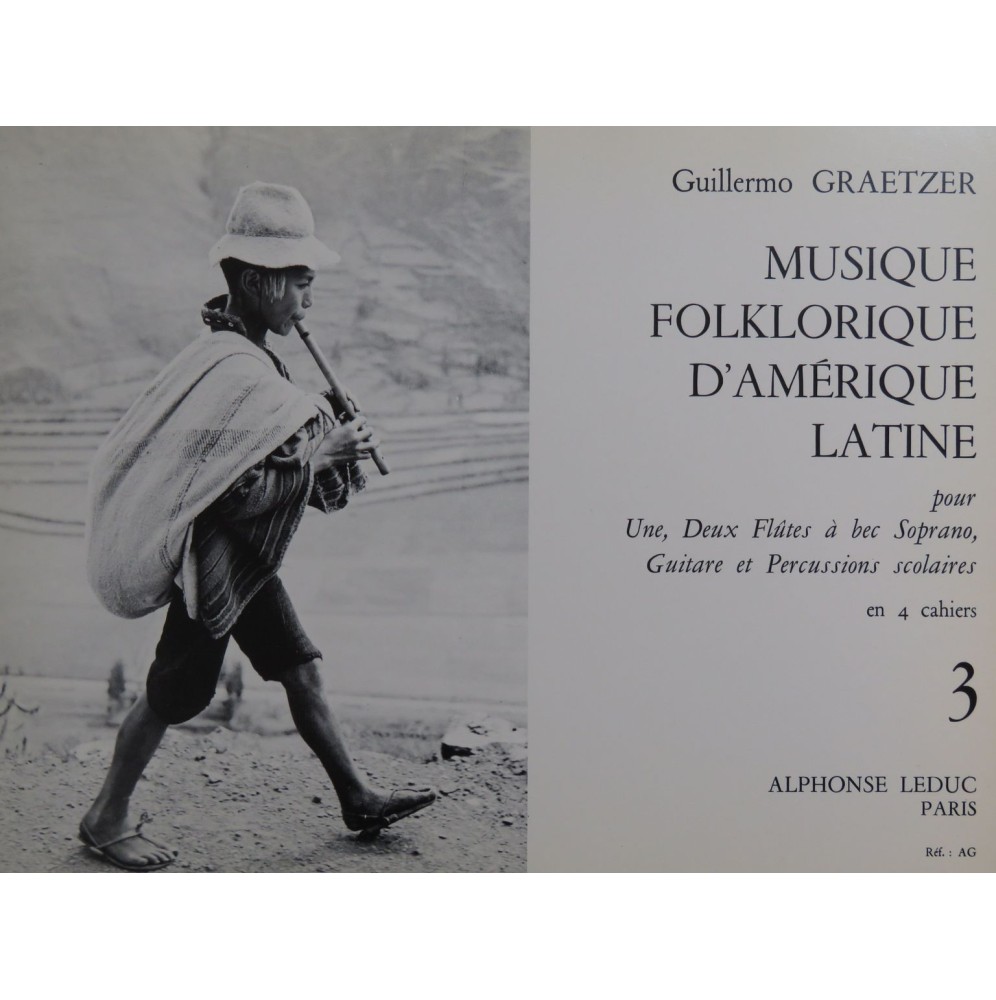 Guillermo GRAETZER
MUSIQUE
FOLKLORIQUE
D'AMÉRIQUE
LATINE
pour
Une, Deux Flûtes à bec Soprano,
Guitare et Percussions scolaires
en 4 cahiers
3
ALPHONSE LEDUC
PARIS
Réf. : AG